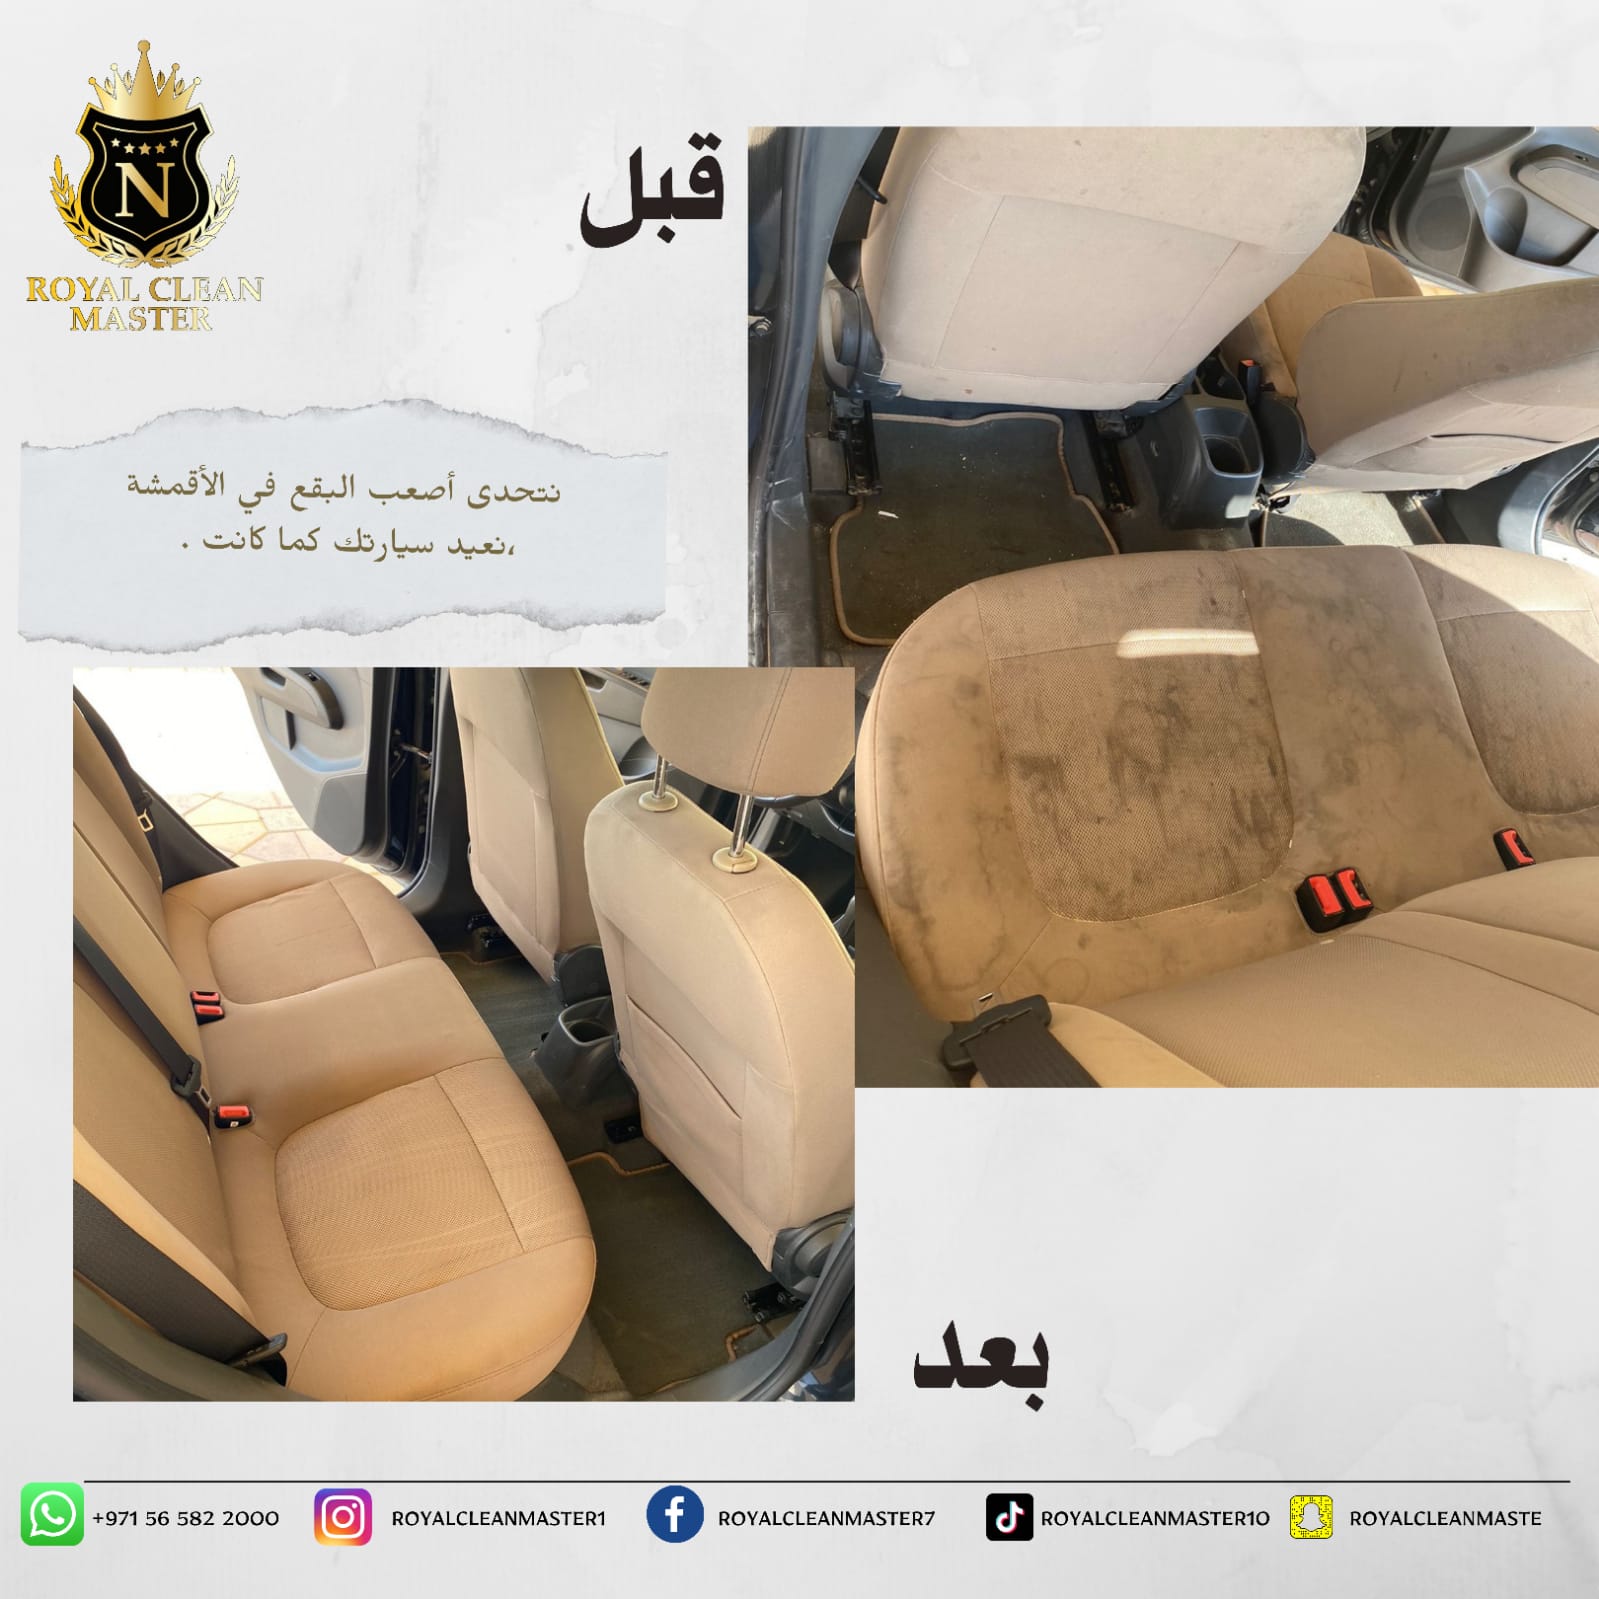 N
ROYAL CLEAN
MASTER
قبل
نتحدى أصعب البقع في الأقمشة
،نعيد سيارتك كما كانت .
بعد
+971 56 582 2000
ROYALCLEANMASTER1
ROYALCLEANMASTER7
ROYALCLEANMASTER10
ROYALCLEANMASTE